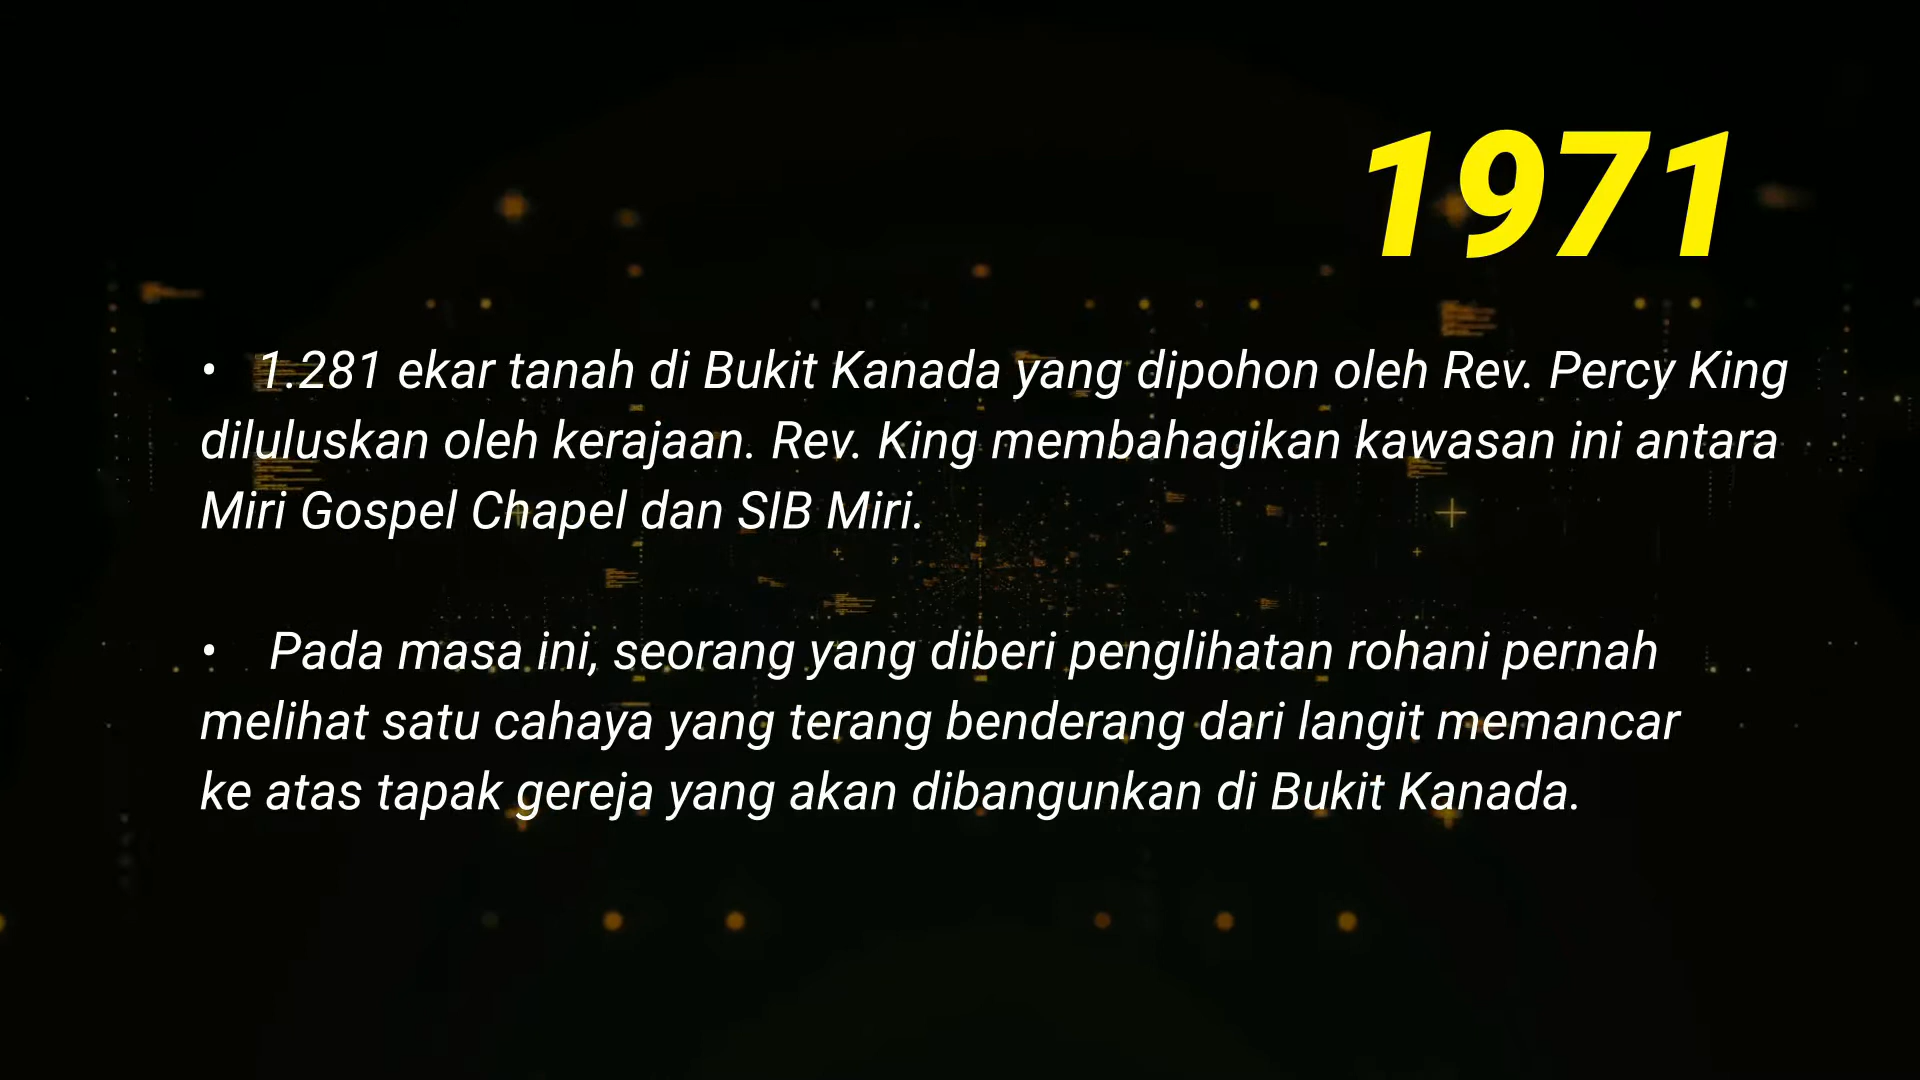 1971
• 1.281 ekar tanah di Bukit Kanada yang dipohon oleh Rev. Percy King
diluluskan oleh kerajaan. Rev. King membahagikan kawasan ini antara
Miri Gospel Chapel dan SIB Miri.
• Pada masa ini, seorang yang diberi penglihatan rohani pernah
melihat satu cahaya yang terang benderang dari langit memancar
ke atas tapak gereja yang akan dibangunkan di Bukit Kanada.